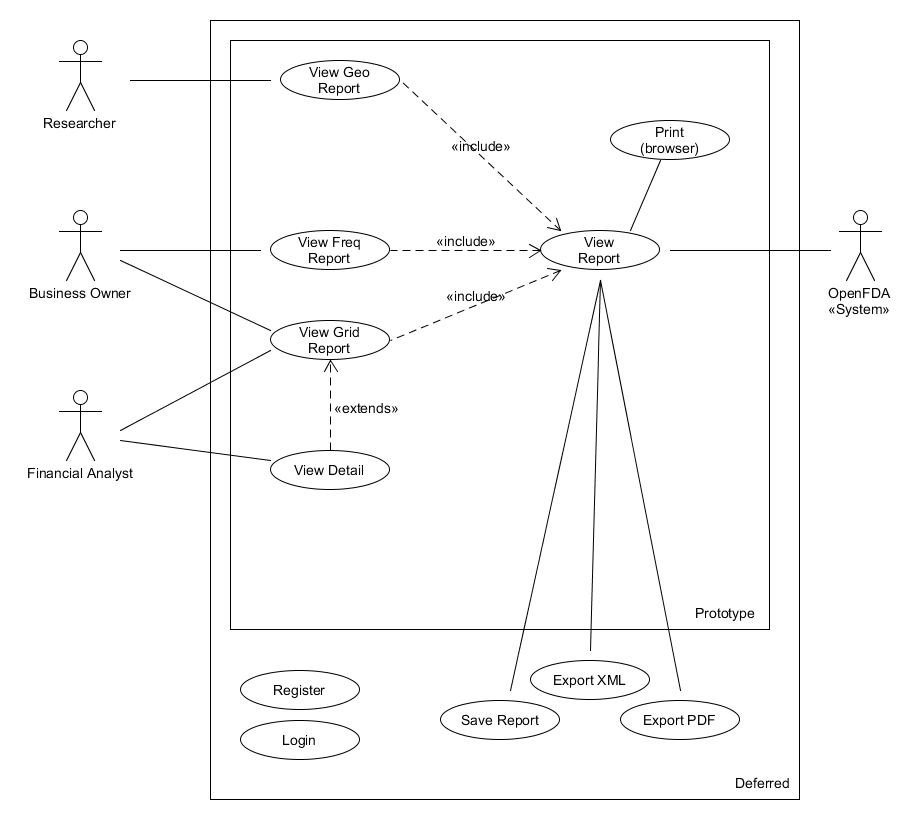 View Geo
Report
Researcher
Print
(browser)
«include»
View Freq
Report
«include»
View
Report
Business Owner
OpenFDA
«System»
«include»
View Grid
Report
«extends»
View Detail
Financial Analyst
Prototype
Register
Export XML
Save Report
Export PDF
Login
Deferred